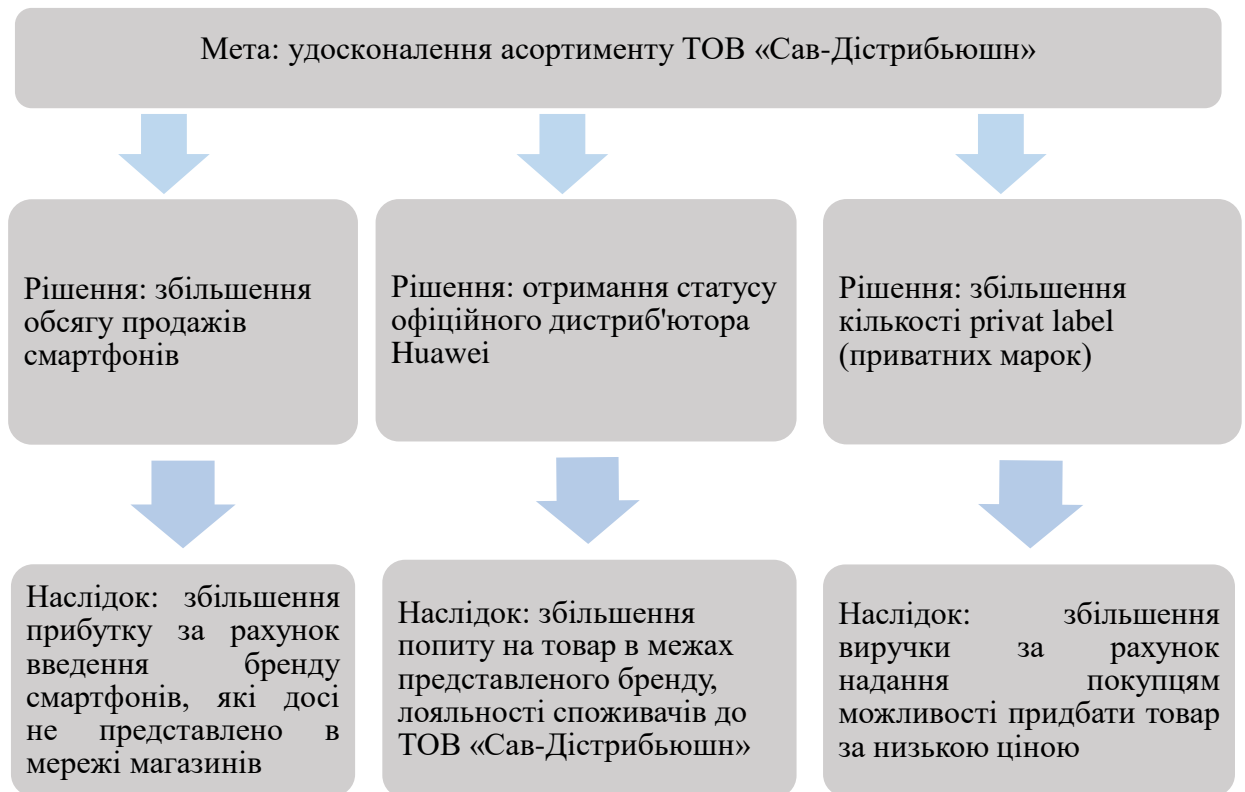 Мета: удосконалення асортименту ТОВ «Сав-Дістрибьюшн»
Рішення: збільшення
обсягу продажів
смартфонів
Рішення: отримання статусу
офіційного дистриб'ютора
Huawei
Рішення: збільшення
кількості privat label
(приватних марок)
Наслідок: збільшення
прибутку за рахунок
введення бренду
смартфонів, які досі
не представлено в
мережі магазинів
Наслідок: збільшення
попиту на товар в межах
представленого бренду,
лояльності споживачів до
ТОВ «Сав-Дістрибьюшн»
Наслідок: збільшення
виручки за рахунок
надання покупцям
можливості придбати товар
за низькою ціною